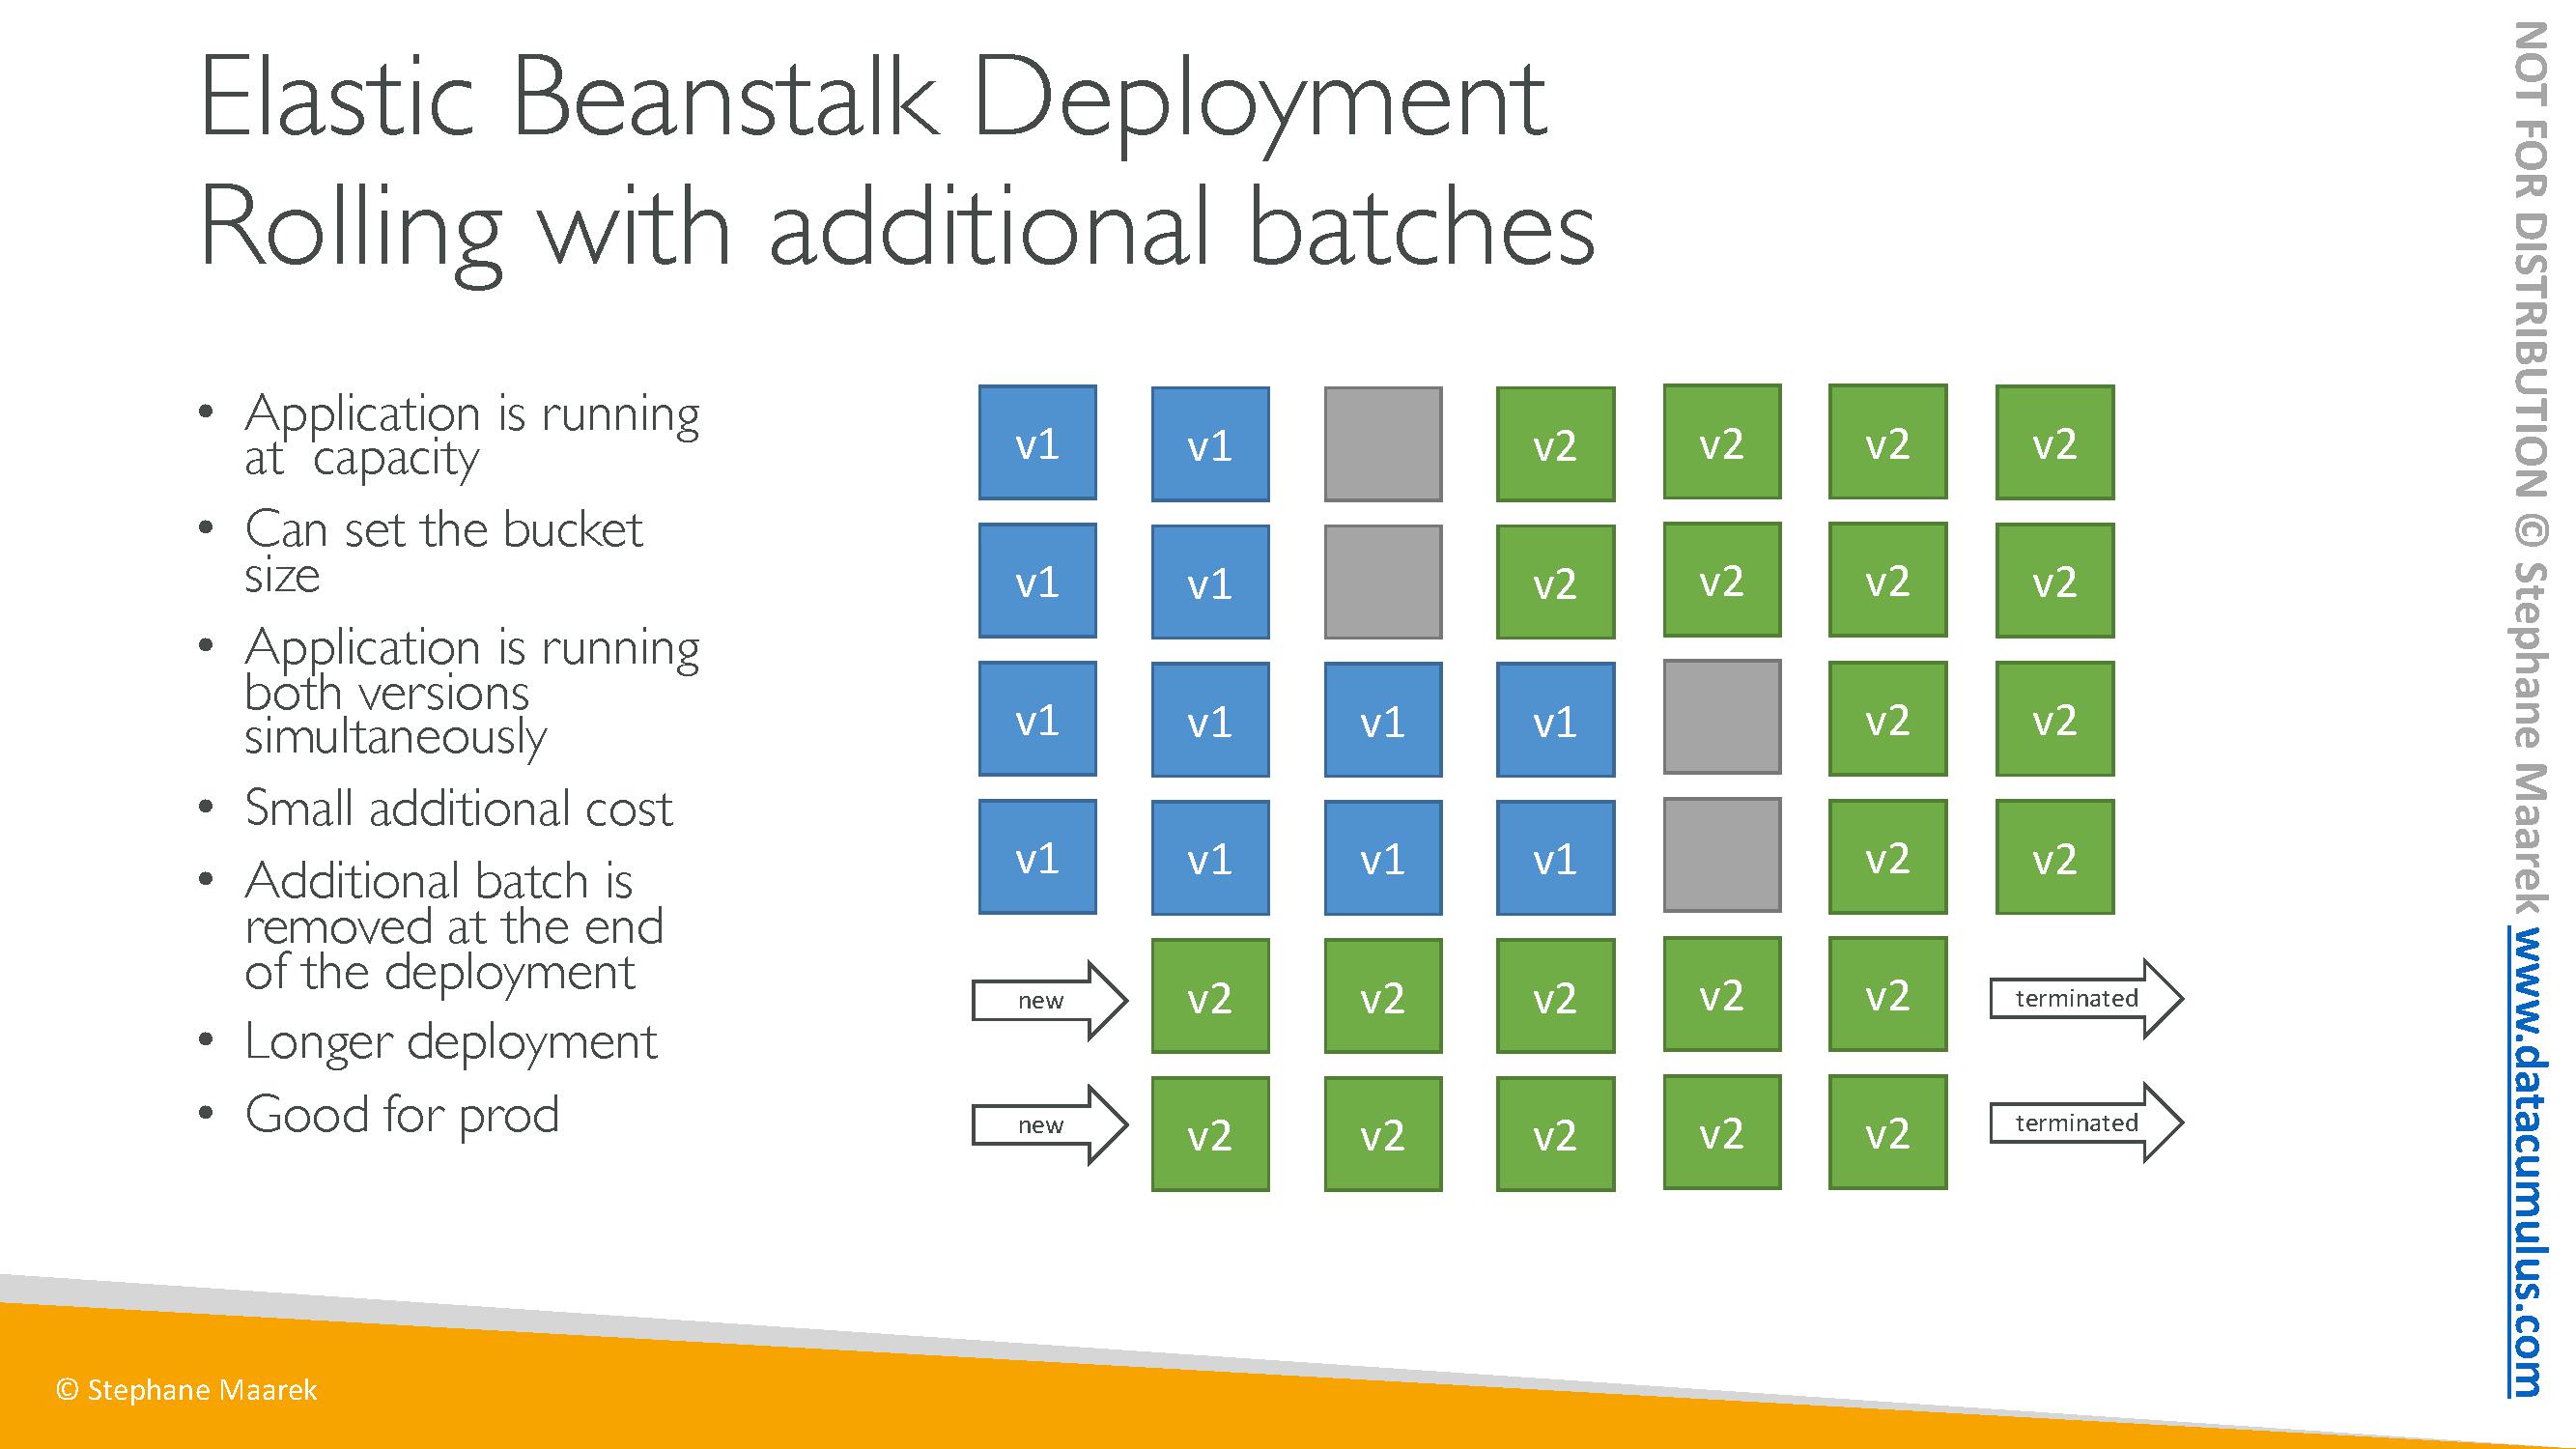 Elastic Beanstalk Deployment
Rolling with additional batches
• Application is running
at capacity
• Can set the bucket
size
• Application is running
both versions
simultaneously
• Small additional cost
• Additional batch is
removed at the end
of the deployment
• Longer deployment
• Good for prod
v1 v1 v2 v2 v2 v2
v1 v1 v2 v2 v2 v2
v1 v1 v1 v1 v2 v2
v1 v1 v1 v1 v2 v2
new v2 v2 v2 v2 v2 terminated
new v2 v2 v2 v2 v2 terminated
© Stephane Maarek
NOT FOR DISTRIBUTION © Stephane Maarek www.datacumulus.com